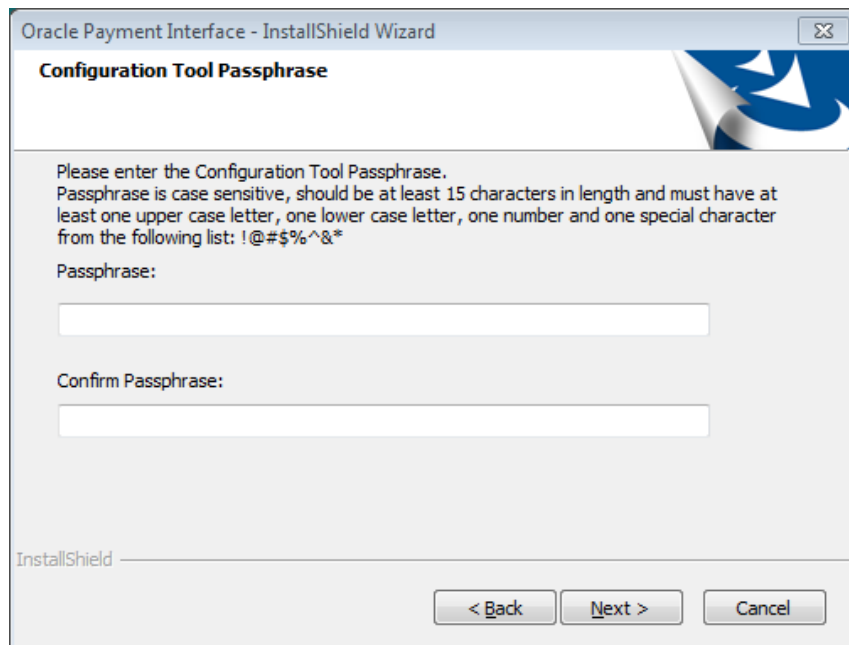 Oracle Payment Interface - InstallShield Wizard
Configuration Tool Passphrase
Please enter the Configuration Tool Passphrase.
Passphrase is case sensitive, should be at least 15 characters in length and must have at
least one upper case letter, one lower case letter, one number and one special character
from the following list: !@#$%^&*
Passphrase:
Confirm Passphrase:
InstallShield
< Back Next > Cancel